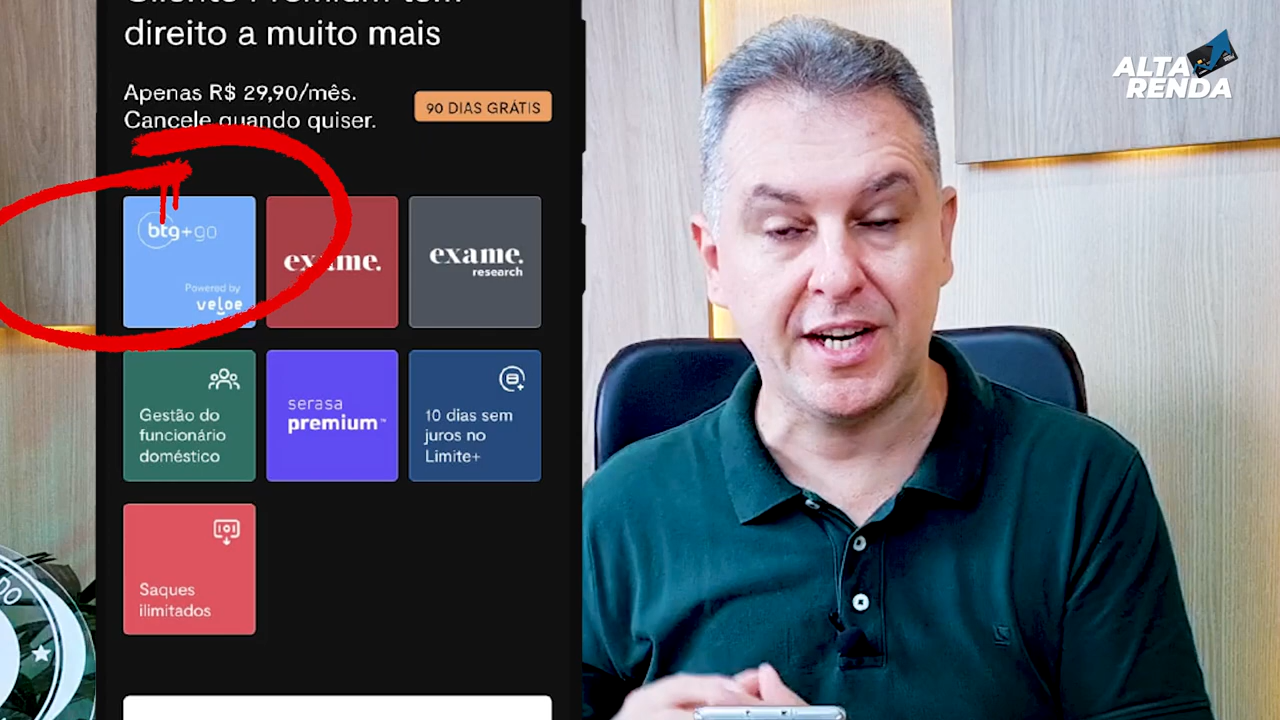 direito a muito mais
Apenas R$ 29,90/mês.
Cancele quando quiser.
90 DIAS GRÁTIS
btg+go
Powered by
veloe
exame.
exame.
research
Gestão do
funcionário
doméstico
serasa
premium™
10 dias sem
juros no
Limite+
Saques
ilimitados
ALTA
RENDA